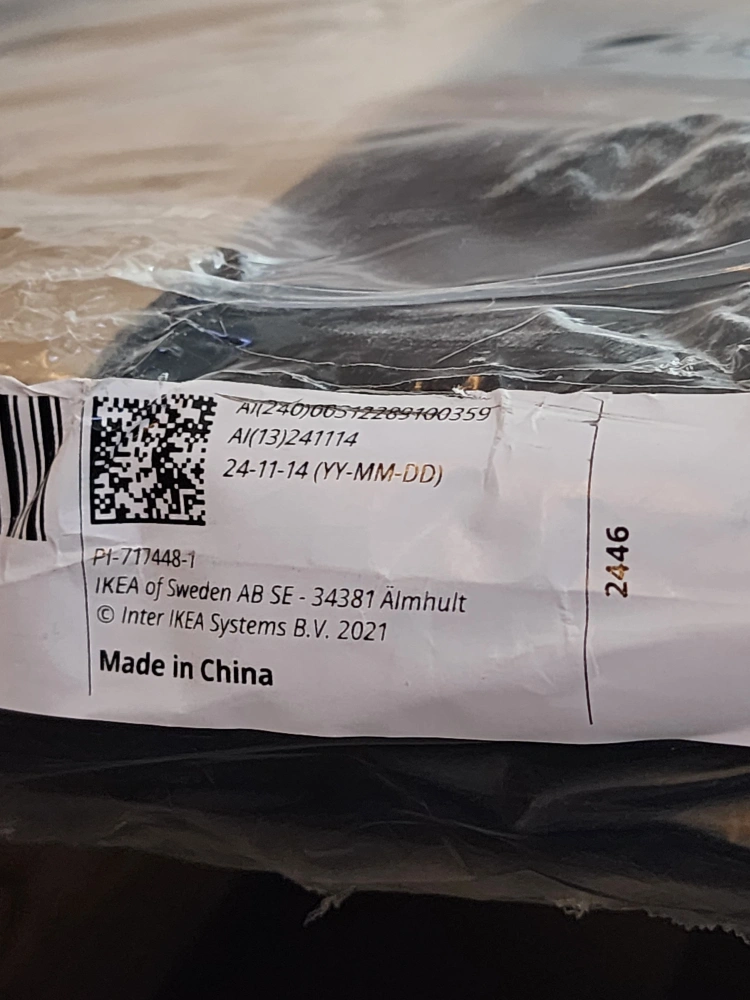 AI(240)00512289100359
AI(13)241114
24-11-14 (YY-MM-DD)
PI-717448-1
IKEA of Sweden AB SE - 34381 Älmhult
© Inter IKEA Systems B.V. 2021
Made in China
2446